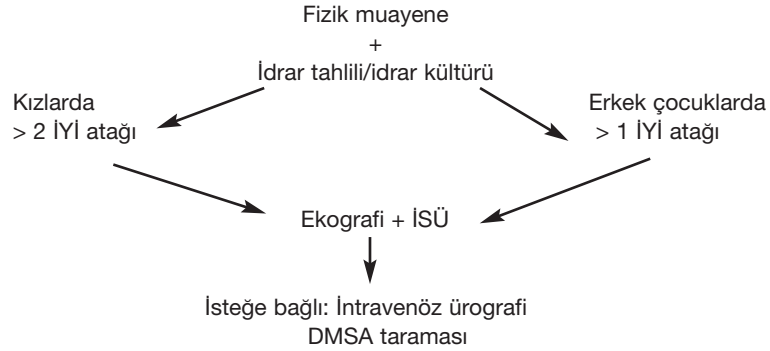 Fizik muayene
+
İdrar tahlili/idrar kültürü
Kızlarda
> 2 İYİ atağı
Erkek çocuklarda
> 1 İYİ atağı
Ekografi + İSÜ
İsteğe bağlı: İntravenöz ürografi
DMSA taraması